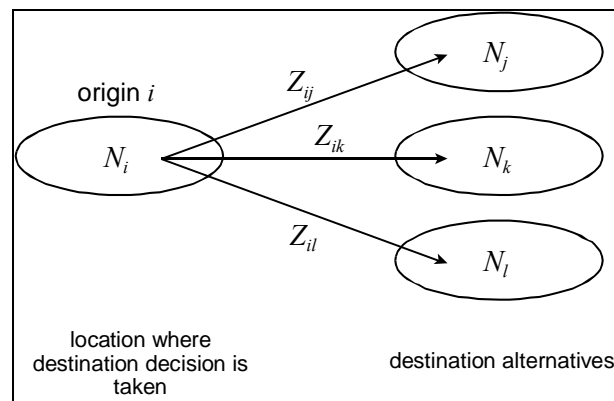 origin i
N_i
Z_ij
Z_ik
Z_il
N_j
N_k
N_l
location where
destination decision is
taken
destination alternatives